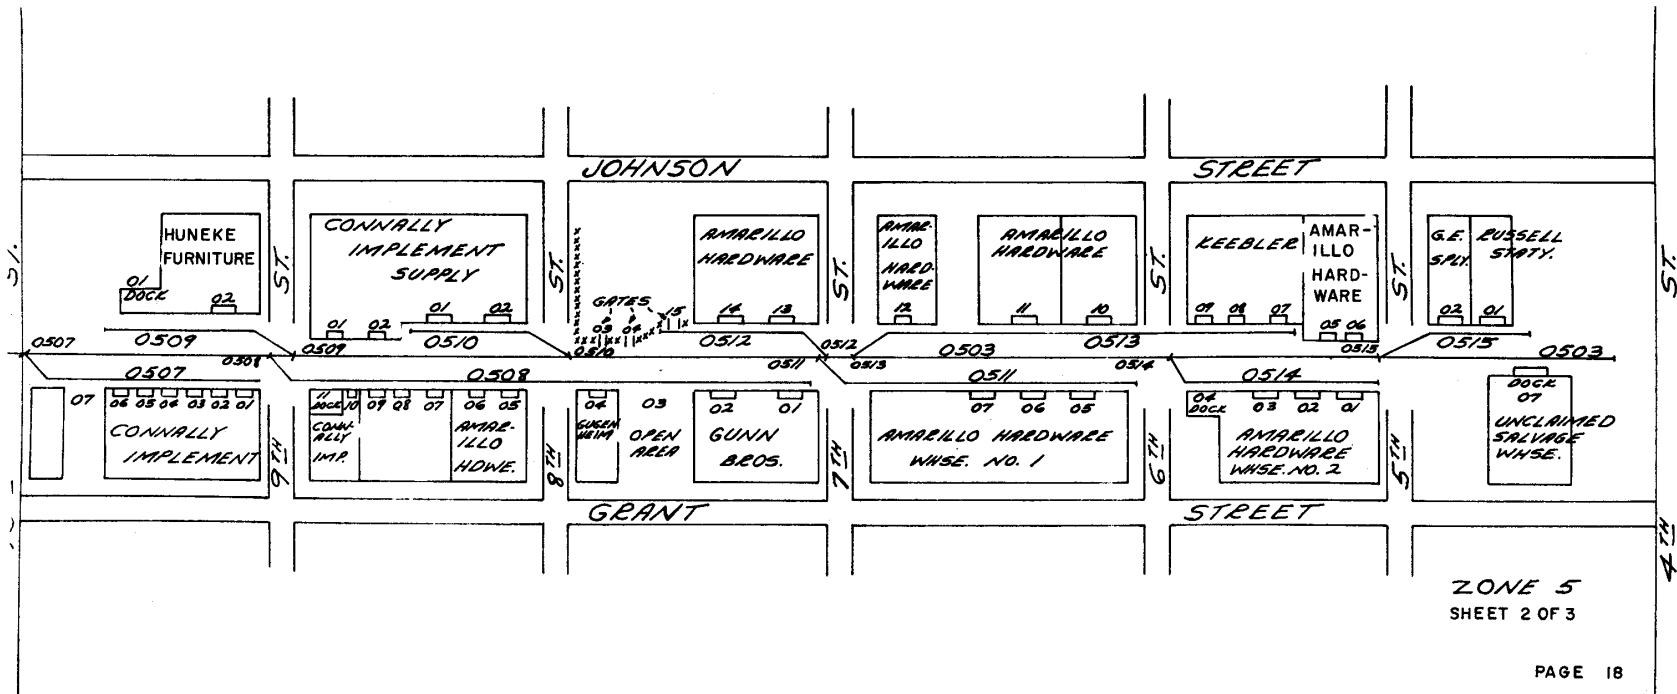 JOHNSON STREET
HUNEKE
FURNITURE
01
DOCK
02
ST.
CONNALLY
IMPLEMENT
SUPPLY
01
02
01
02
ST.
GATES
03
04
15
AMARILLO
HARDWARE
14
13
ST.
AMAR-
ILLO
HARD-
WARE
12
AMARILLO
HARDWARE
11
10
ST.
KEEBLER
09
08
07
AMAR-
ILLO
HARD-
WARE
05
06
ST.
G.E.
SPLY.
02
RUSSELL
STATY.
01
ST.
0507
0509
0508
0509
0510
0510
0512
0511
0512
0513
0503
0513
0514
0515
0515
0503
0507
0508
0511
0514
07
06
05
04
03
02
01
CONNALLY
IMPLEMENT
9TH
11
DOCK
10
09
08
07
06
05
CONN-
ALLY
IMP.
AMAR-
ILLO
HDWE.
8TH
04
GUGEN
HEIM
03
OPEN
AREA
02
01
GUNN
BROS.
7TH
07
06
05
AMARILLO HARDWARE
WHSE. NO. 1
6TH
04
DOCK
03
02
01
AMARILLO
HARDWARE
WHSE. NO. 2
5TH
DOCK
07
UNCLAIMED
SALVAGE
WHSE.
GRANT STREET
4TH
ZONE 5
SHEET 2 OF 3
PAGE 18